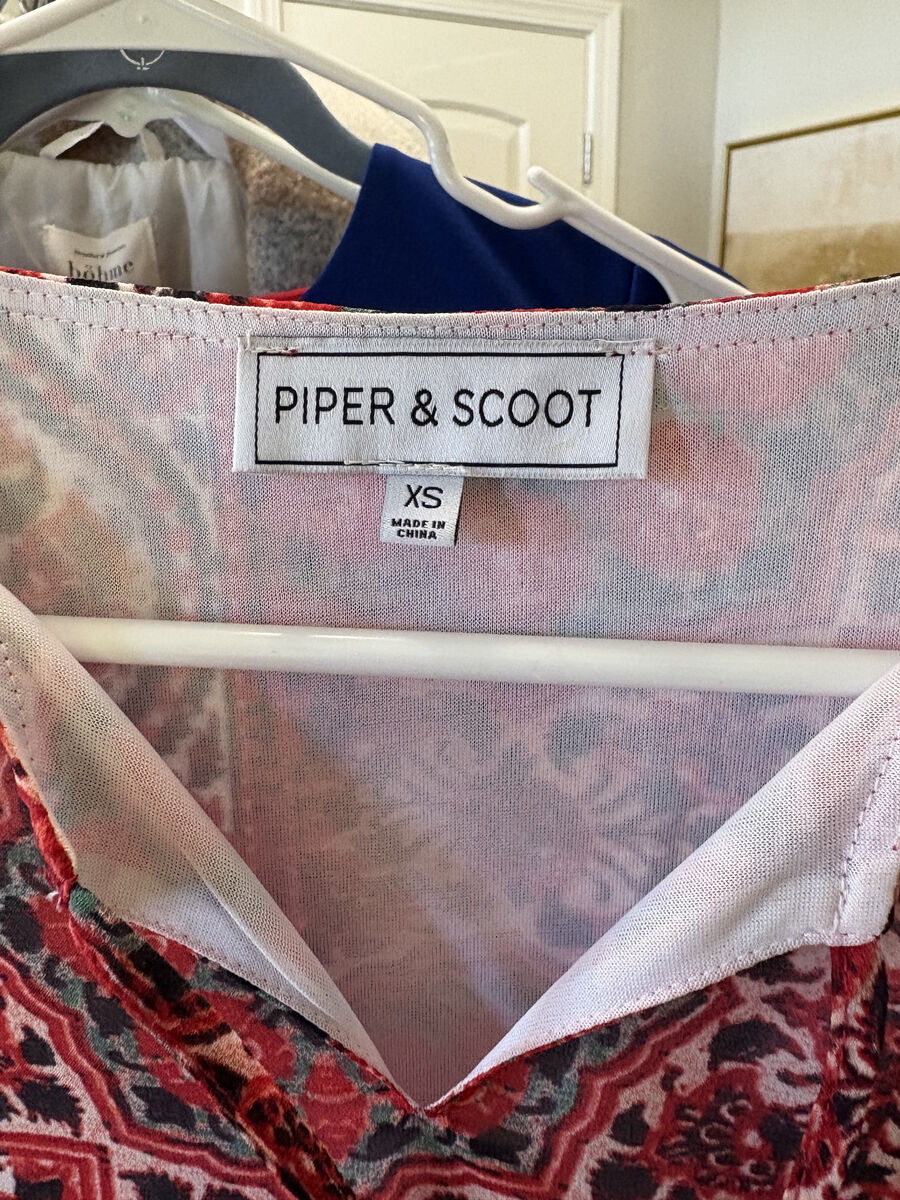 böhme
PIPER & SCOOT
XS
MADE IN
CHINA